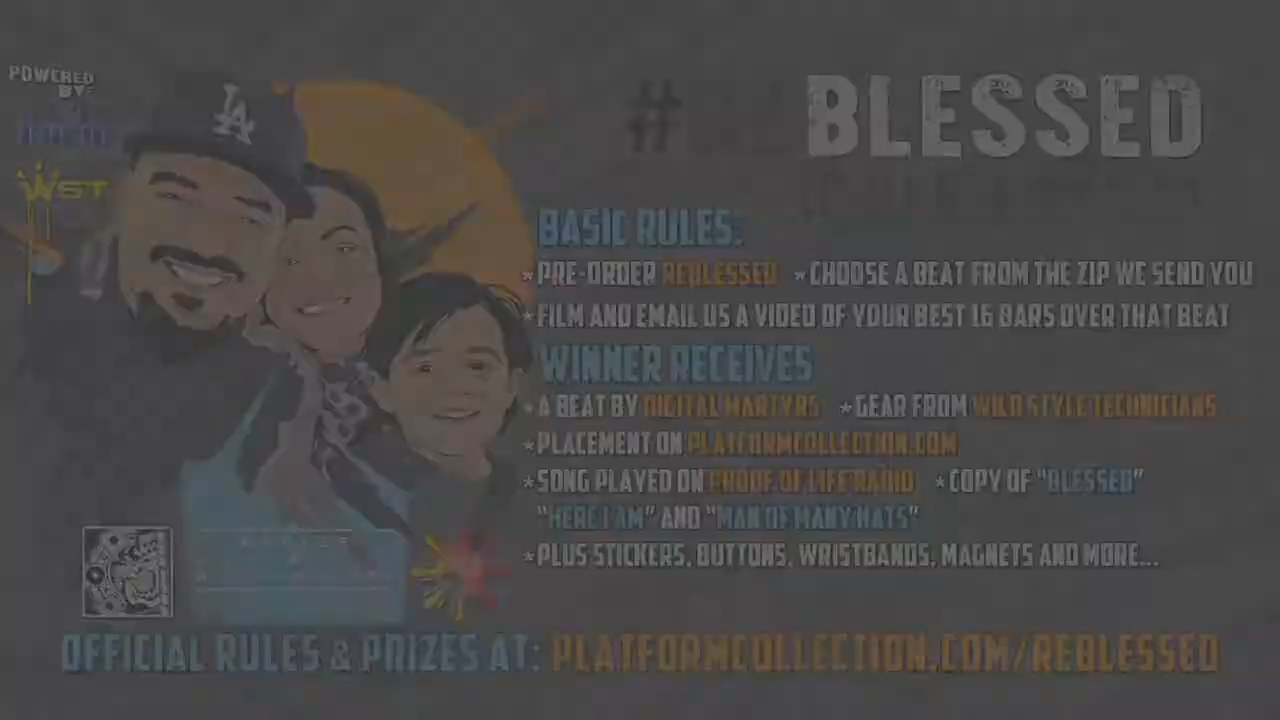 POWERED
BY:
WST
#
BLESSED
BASIC RULES:
*PRE-ORDER REBLESSED *CHOOSE A BEAT FROM THE ZIP WE SEND YOU
*FILM AND EMAIL US A VIDEO OF YOUR BEST 16 BARS OVER THAT BEAT
WINNER RECEIVES
*A BEAT BY DIGITAL MARTYRS *GEAR FROM WILD STYLE TECHNICIANS
*PLACEMENT ON PLATFORMCOLLECTION.COM
*SONG PLAYED ON PROOF OF LIFE RADIO *COPY OF "BLESSED"
"HERE I AM" AND "MAN OF MANY HATS"
*PLUS STICKERS, BUTTONS, WRISTBANDS, MAGNETS AND MORE...
OFFICIAL RULES & PRIZES AT: PLATFORMCOLLECTION.COM/REBLESSED
LA